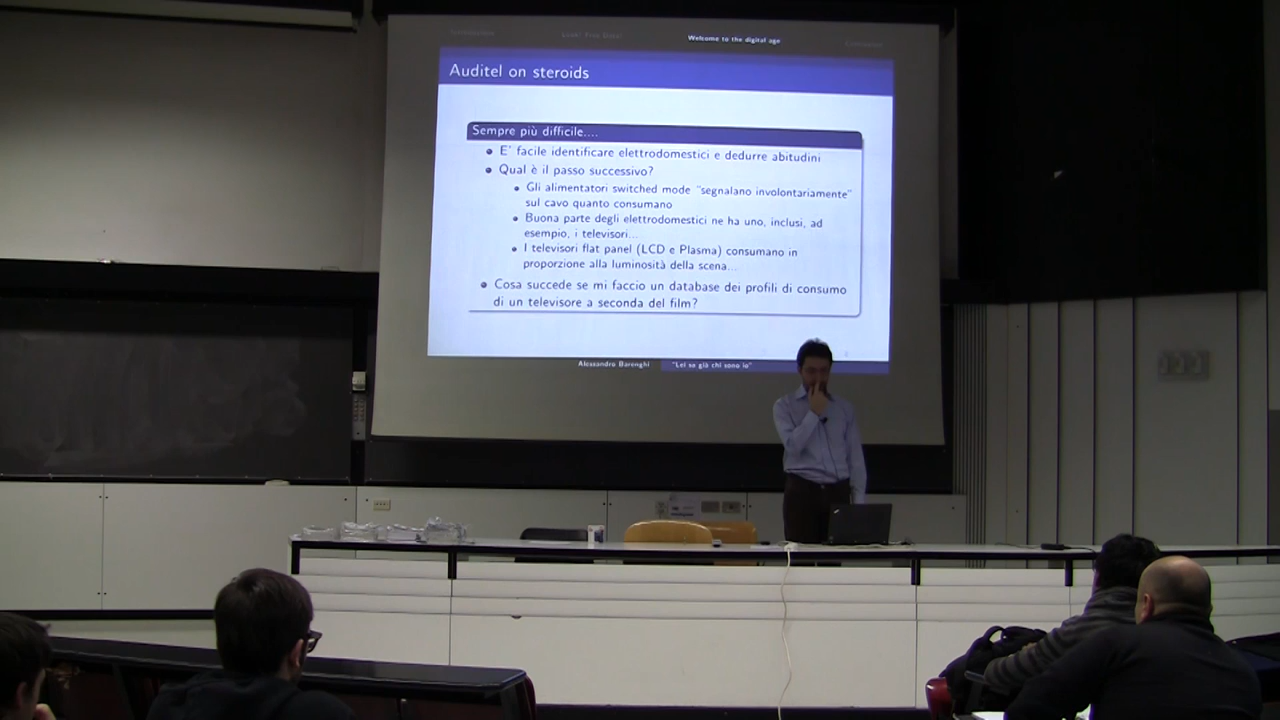 Welcome to the digital age
Auditel on steroids
Sempre più difficile....
E' facile identificare elettrodomestici e dedurre abitudini
Qual è il passo successivo?
Gli alimentatori switched mode "segnalano involontariamente"
sul cavo quanto consumano
Buona parte degli elettrodomestici ne ha uno, inclusi, ad
esempio, i televisori...
I televisori flat panel (LCD e Plasma) consumano in
proporzione alla luminosità della scena...
Cosa succede se mi faccio un database dei profili di consumo
di un televisore a seconda del film?
Alessandro Barenghi "Lei sa già chi sono io"